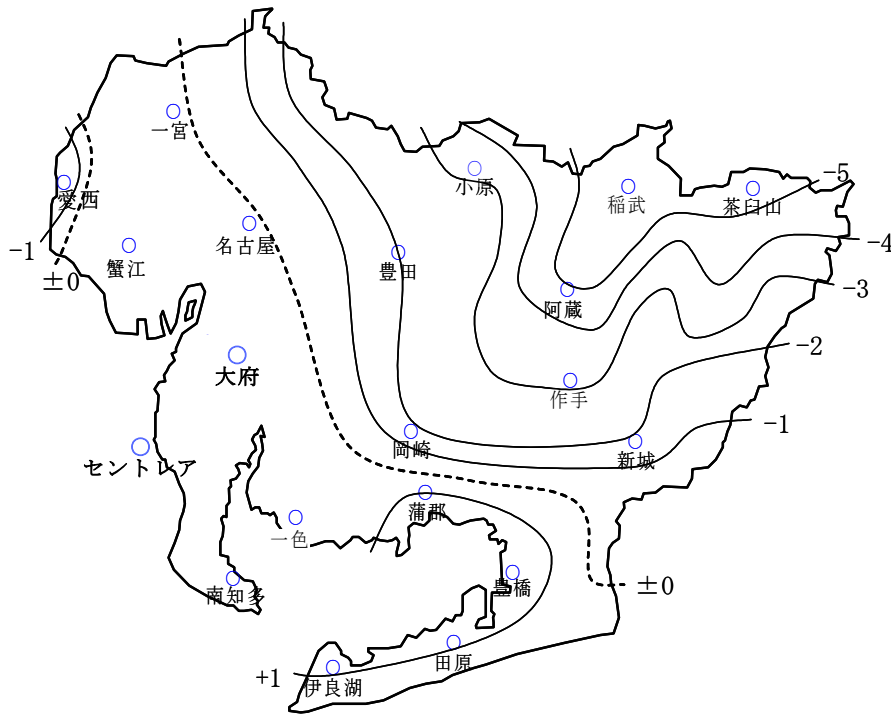 一宮
小原
-5
稲武
茶臼山
愛西
-1
名古屋
-4
蟹江
豊田
±0
-3
阿蔵
-2
大府
作手
-1
岡崎
新城
セントレア
蒲郡
一色
豊橋
±0
南知多
田原
+1
伊良湖